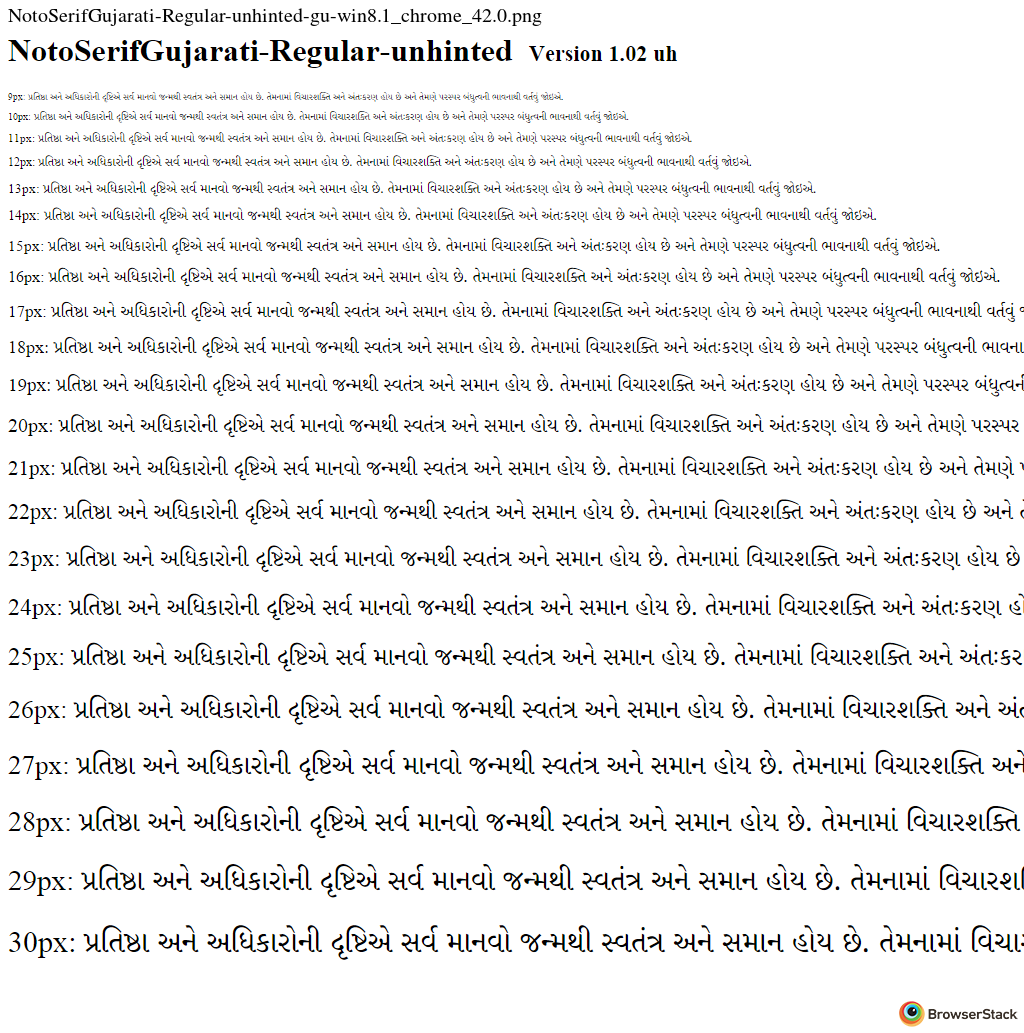 NotoSerifGujarati-Regular-unhinted-gu-win8.1_chrome_42.0.png
NotoSerifGujarati-Regular-unhinted Version 1.02 uh
9px: પ્રતિષ્ઠા અને અધિકારોની દૃષ્ટિએ સર્વ માનવો જન્મથી સ્વતંત્ર અને સમાન હોય છે. તેમનામાં વિચારશક્તિ અને અંતઃકરણ હોય છે અને તેમણે પરસ્પર બંધુત્વની ભાવનાથી વર્તવું જોઇએ.
10px: પ્રતિષ્ઠા અને અધિકારોની દૃષ્ટિએ સર્વ માનવો જન્મથી સ્વતંત્ર અને સમાન હોય છે. તેમનામાં વિચારશક્તિ અને અંતઃકરણ હોય છે અને તેમણે પરસ્પર બંધુત્વની ભાવનાથી વર્તવું જોઇએ.
11px: પ્રતિષ્ઠા અને અધિકારોની દૃષ્ટિએ સર્વ માનવો જન્મથી સ્વતંત્ર અને સમાન હોય છે. તેમનામાં વિચારશક્તિ અને અંતઃકરણ હોય છે અને તેમણે પરસ્પર બંધુત્વની ભાવનાથી વર્તવું જોઇએ.
12px: પ્રતિષ્ઠા અને અધિકારોની દૃષ્ટિએ સર્વ માનવો જન્મથી સ્વતંત્ર અને સમાન હોય છે. તેમનામાં વિચારશક્તિ અને અંતઃકરણ હોય છે અને તેમણે પરસ્પર બંધુત્વની ભાવનાથી વર્તવું જોઇએ.
13px: પ્રતિષ્ઠા અને અધિકારોની દૃષ્ટિએ સર્વ માનવો જન્મથી સ્વતંત્ર અને સમાન હોય છે. તેમનામાં વિચારશક્તિ અને અંતઃકરણ હોય છે અને તેમણે પરસ્પર બંધુત્વની ભાવનાથી વર્તવું જોઇએ.
14px: પ્રતિષ્ઠા અને અધિકારોની દૃષ્ટિએ સર્વ માનવો જન્મથી સ્વતંત્ર અને સમાન હોય છે. તેમનામાં વિચારશક્તિ અને અંતઃકરણ હોય છે અને તેમણે પરસ્પર બંધુત્વની ભાવનાથી વર્તવું જોઇએ.
15px: પ્રતિષ્ઠા અને અધિકારોની દૃષ્ટિએ સર્વ માનવો જન્મથી સ્વતંત્ર અને સમાન હોય છે. તેમનામાં વિચારશક્તિ અને અંતઃકરણ હોય છે અને તેમણે પરસ્પર બંધુત્વની ભાવનાથી વર્તવું જોઇએ.
16px: પ્રતિષ્ઠા અને અધિકારોની દૃષ્ટિએ સર્વ માનવો જન્મથી સ્વતંત્ર અને સમાન હોય છે. તેમનામાં વિચારશક્તિ અને અંતઃકરણ હોય છે અને તેમણે પરસ્પર બંધુત્વની ભાવનાથી વર્તવું જોઇએ.
17px: પ્રતિષ્ઠા અને અધિકારોની દૃષ્ટિએ સર્વ માનવો જન્મથી સ્વતંત્ર અને સમાન હોય છે. તેમનામાં વિચારશક્તિ અને અંતઃકરણ હોય છે અને તેમણે પરસ્પર બંધુત્વની ભાવનાથી વર્તવું
18px: પ્રતિષ્ઠા અને અધિકારોની દૃષ્ટિએ સર્વ માનવો જન્મથી સ્વતંત્ર અને સમાન હોય છે. તેમનામાં વિચારશક્તિ અને અંતઃકરણ હોય છે અને તેમણે પરસ્પર બંધુત્વની ભાવના
19px: પ્રતિષ્ઠા અને અધિકારોની દૃષ્ટિએ સર્વ માનવો જન્મથી સ્વતંત્ર અને સમાન હોય છે. તેમનામાં વિચારશક્તિ અને અંતઃકરણ હોય છે અને તેમણે પરસ્પર બંધુત્વની
20px: પ્રતિષ્ઠા અને અધિકારોની દૃષ્ટિએ સર્વ માનવો જન્મથી સ્વતંત્ર અને સમાન હોય છે. તેમનામાં વિચારશક્તિ અને અંતઃકરણ હોય છે અને તેમણે પરસ્પર
21px: પ્રતિષ્ઠા અને અધિકારોની દૃષ્ટિએ સર્વ માનવો જન્મથી સ્વતંત્ર અને સમાન હોય છે. તેમનામાં વિચારશક્તિ અને અંતઃકરણ હોય છે અને તેમણે
22px: પ્રતિષ્ઠા અને અધિકારોની દૃષ્ટિએ સર્વ માનવો જન્મથી સ્વતંત્ર અને સમાન હોય છે. તેમનામાં વિચારશક્તિ અને અંતઃકરણ હોય છે અને
23px: પ્રતિષ્ઠા અને અધિકારોની દૃષ્ટિએ સર્વ માનવો જન્મથી સ્વતંત્ર અને સમાન હોય છે. તેમનામાં વિચારશક્તિ અને અંતઃકરણ હોય છે
24px: પ્રતિષ્ઠા અને અધિકારોની દૃષ્ટિએ સર્વ માનવો જન્મથી સ્વતંત્ર અને સમાન હોય છે. તેમનામાં વિચારશક્તિ અને અંતઃકરણ હો
25px: પ્રતિષ્ઠા અને અધિકારોની દૃષ્ટિએ સર્વ માનવો જન્મથી સ્વતંત્ર અને સમાન હોય છે. તેમનામાં વિચારશક્તિ અને અંતઃકર
26px: પ્રતિષ્ઠા અને અધિકારોની દૃષ્ટિએ સર્વ માનવો જન્મથી સ્વતંત્ર અને સમાન હોય છે. તેમનામાં વિચારશક્તિ અને અંત
27px: પ્રતિષ્ઠા અને અધિકારોની દૃષ્ટિએ સર્વ માનવો જન્મથી સ્વતંત્ર અને સમાન હોય છે. તેમનામાં વિચારશક્તિ અને
28px: પ્રતિષ્ઠા અને અધિકારોની દૃષ્ટિએ સર્વ માનવો જન્મથી સ્વતંત્ર અને સમાન હોય છે. તેમનામાં વિચારશક્તિ
29px: પ્રતિષ્ઠા અને અધિકારોની દૃષ્ટિએ સર્વ માનવો જન્મથી સ્વતંત્ર અને સમાન હોય છે. તેમનામાં વિચારશ
30px: પ્રતિષ્ઠા અને અધિકારોની દૃષ્ટિએ સર્વ માનવો જન્મથી સ્વતંત્ર અને સમાન હોય છે. તેમનામાં વિચા
BrowserStack